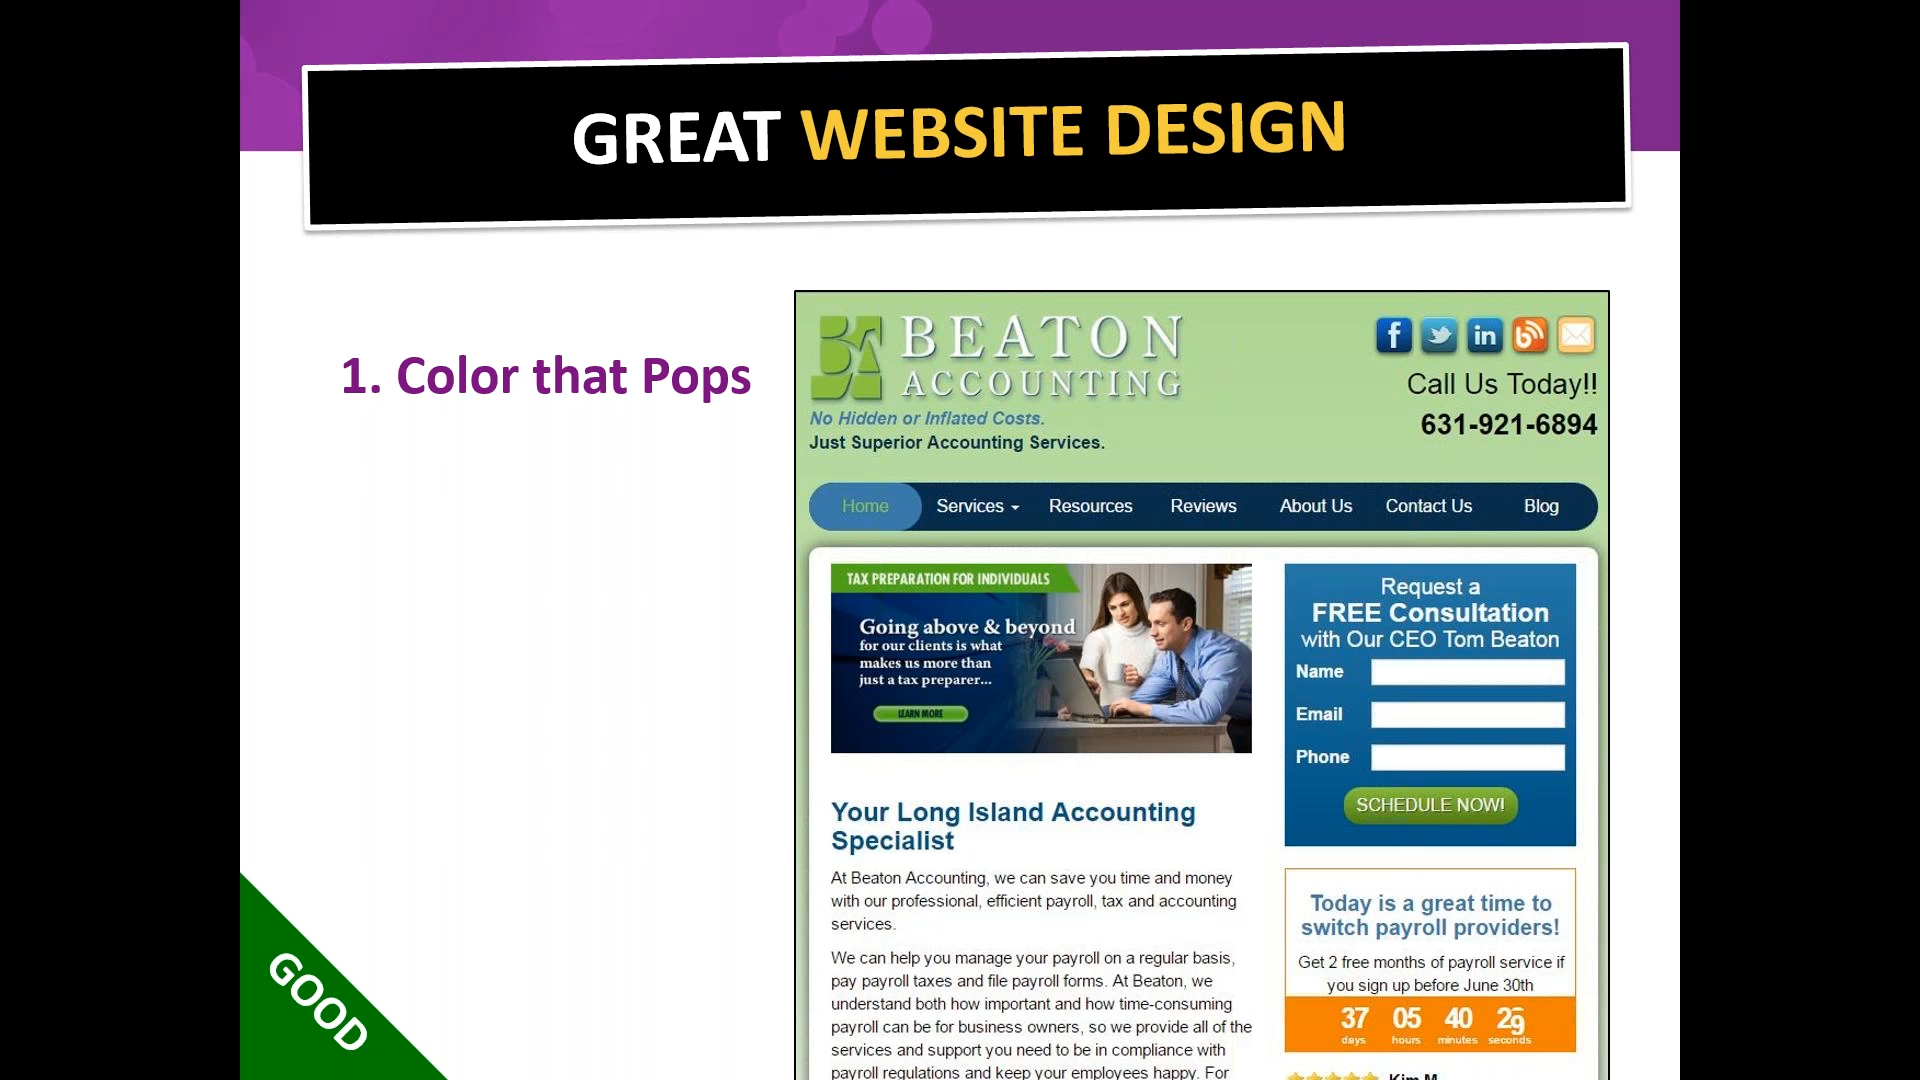 GREAT WEBSITE DESIGN
1. Color that Pops
BEATON
ACCOUNTING
No Hidden or Inflated Costs.
Just Superior Accounting Services.
Call Us Today!!
631-921-6894
Home Services Resources Reviews About Us Contact Us Blog
TAX PREPARATION FOR INDIVIDUALS
Going above & beyond
for our clients is what
makes us more than
just a tax preparer...
LEARN MORE
Your Long Island Accounting
Specialist
At Beaton Accounting, we can save you time and money
with our professional, efficient payroll, tax and accounting
services.
We can help you manage your payroll on a regular basis,
pay payroll taxes and file payroll forms. At Beaton, we
understand both how important and how time-consuming
payroll can be for business owners, so we provide all of the
services and support you need to be in compliance with
payroll regulations and keep your employees happy. For
Request a
FREE Consultation
with Our CEO Tom Beaton
Name
Email
Phone
SCHEDULE NOW!
Today is a great time to
switch payroll providers!
Get 2 free months of payroll service if
you sign up before June 30th
37 05 40
days hours minutes seconds
Kim M
GOOD